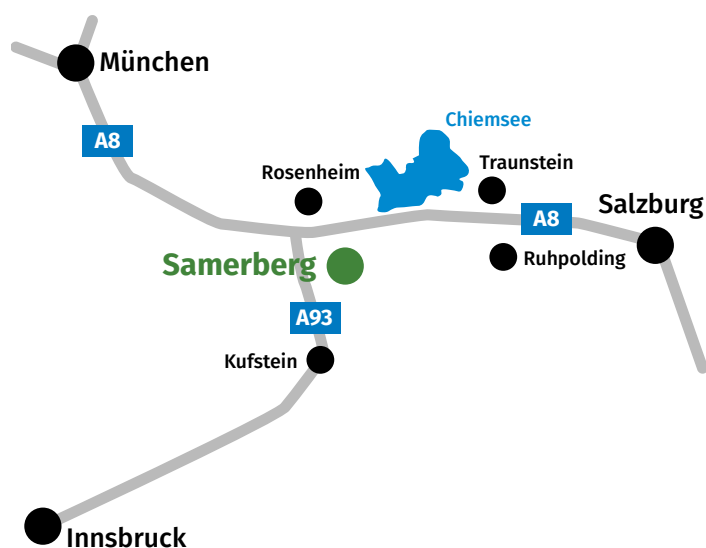 München
Chiemsee
A8
Traunstein
Rosenheim
Salzburg
A8
Samerberg
Ruhpolding
A93
Kufstein
Innsbruck